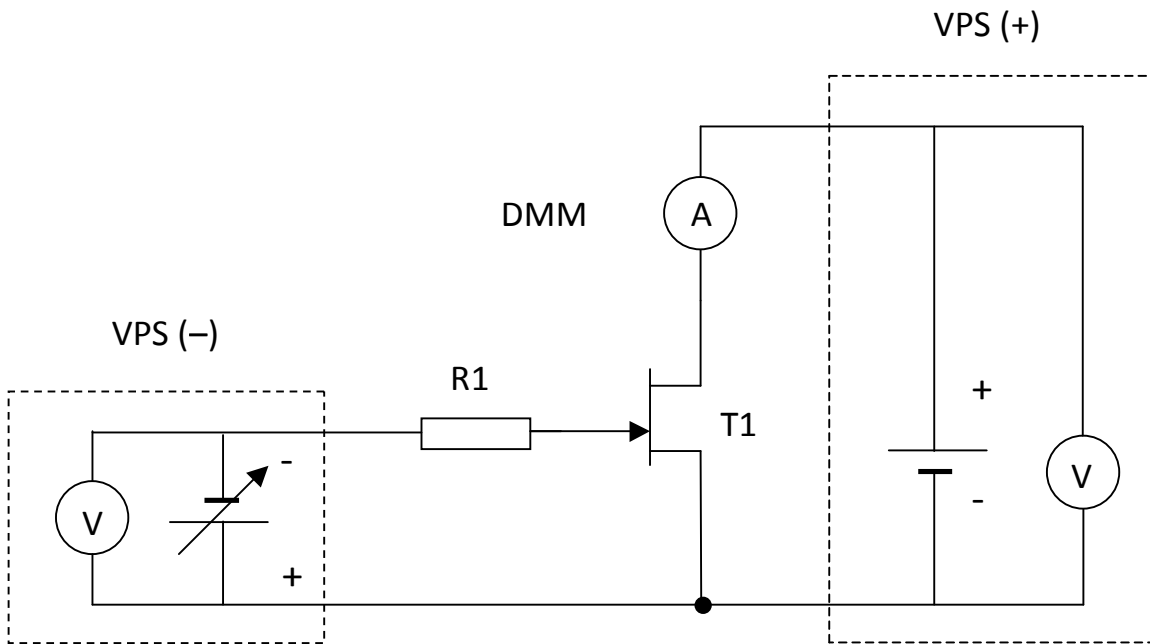 VPS (+)
DMM
A
VPS (–)
R1
T1
+
-
V
-
V
+